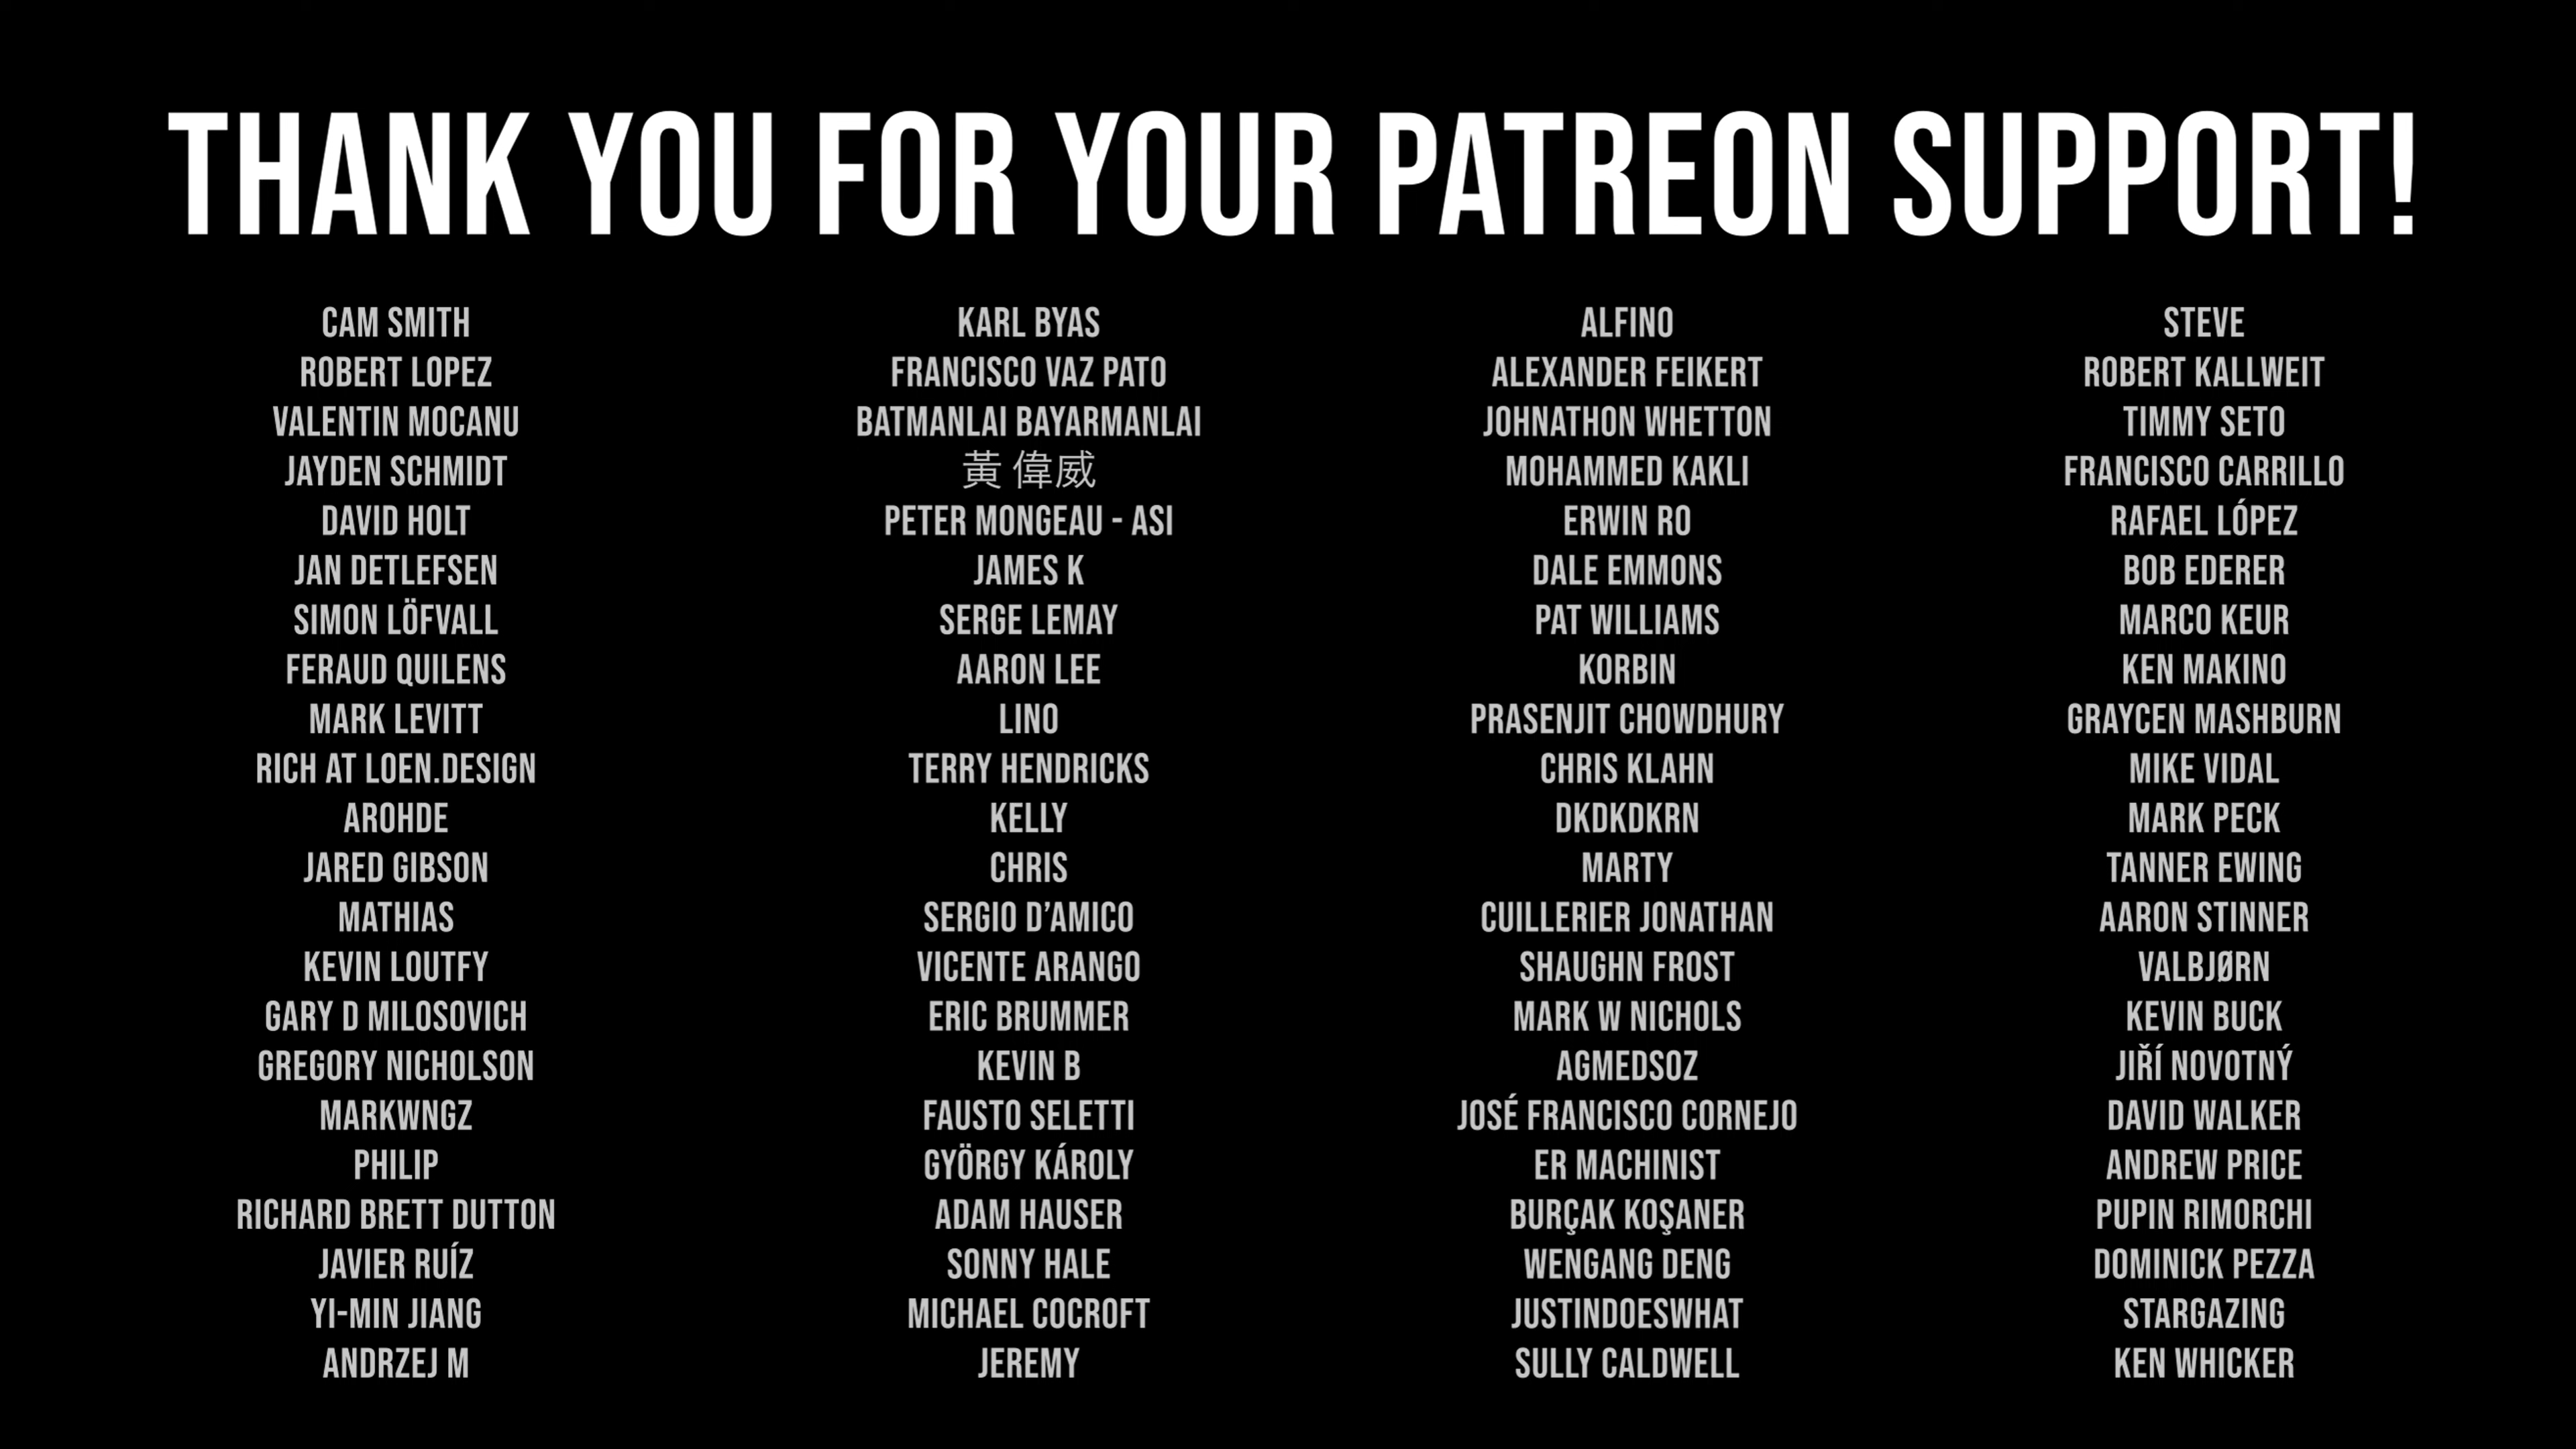 THANK YOU FOR YOUR PATREON SUPPORT!
CAM SMITH
ROBERT LOPEZ
VALENTIN MOCANU
JAYDEN SCHMIDT
DAVID HOLT
JAN DETLEFSEN
SIMON LÖFVALL
FERAUD QUILENS
MARK LEVITT
RICH AT LOEN.DESIGN
AROHDE
JARED GIBSON
MATHIAS
KEVIN LOUTFY
GARY D MILOSOVICH
GREGORY NICHOLSON
MARKWNGZ
PHILIP
RICHARD BRETT DUTTON
JAVIER RUÍZ
YI-MIN JIANG
ANDRZEJ M
KARL BYAS
FRANCISCO VAZ PATO
BATMANLAI BAYARMANLAI
黃 偉威
PETER MONGEAU - ASI
JAMES K
SERGE LEMAY
AARON LEE
LINO
TERRY HENDRICKS
KELLY
CHRIS
SERGIO D’AMICO
VICENTE ARANGO
ERIC BRUMMER
KEVIN B
FAUSTO SELETTI
GYÖRGY KÁROLY
ADAM HAUSER
SONNY HALE
MICHAEL COCROFT
JEREMY
ALFINO
ALEXANDER FEIKERT
JOHNATHON WHETTON
MOHAMMED KAKLI
ERWIN RO
DALE EMMONS
PAT WILLIAMS
KORBIN
PRASENJIT CHOWDHURY
CHRIS KLAHN
DKDKDKRN
MARTY
CUILLERIER JONATHAN
SHAUGHN FROST
MARK W NICHOLS
AGMEDSOZ
JOSÉ FRANCISCO CORNEJO
ER MACHINIST
BURÇAK KOŞANER
WENGANG DENG
JUSTINDOESWHAT
SULLY CALDWELL
STEVE
ROBERT KALLWEIT
TIMMY SETO
FRANCISCO CARRILLO
RAFAEL LÓPEZ
BOB EDERER
MARCO KEUR
KEN MAKINO
GRAYCEN MASHBURN
MIKE VIDAL
MARK PECK
TANNER EWING
AARON STINNER
VALBJØRN
KEVIN BUCK
JIŘÍ NOVOTNÝ
DAVID WALKER
ANDREW PRICE
PUPIN RIMORCHI
DOMINICK PEZZA
STARGAZING
KEN WHICKER